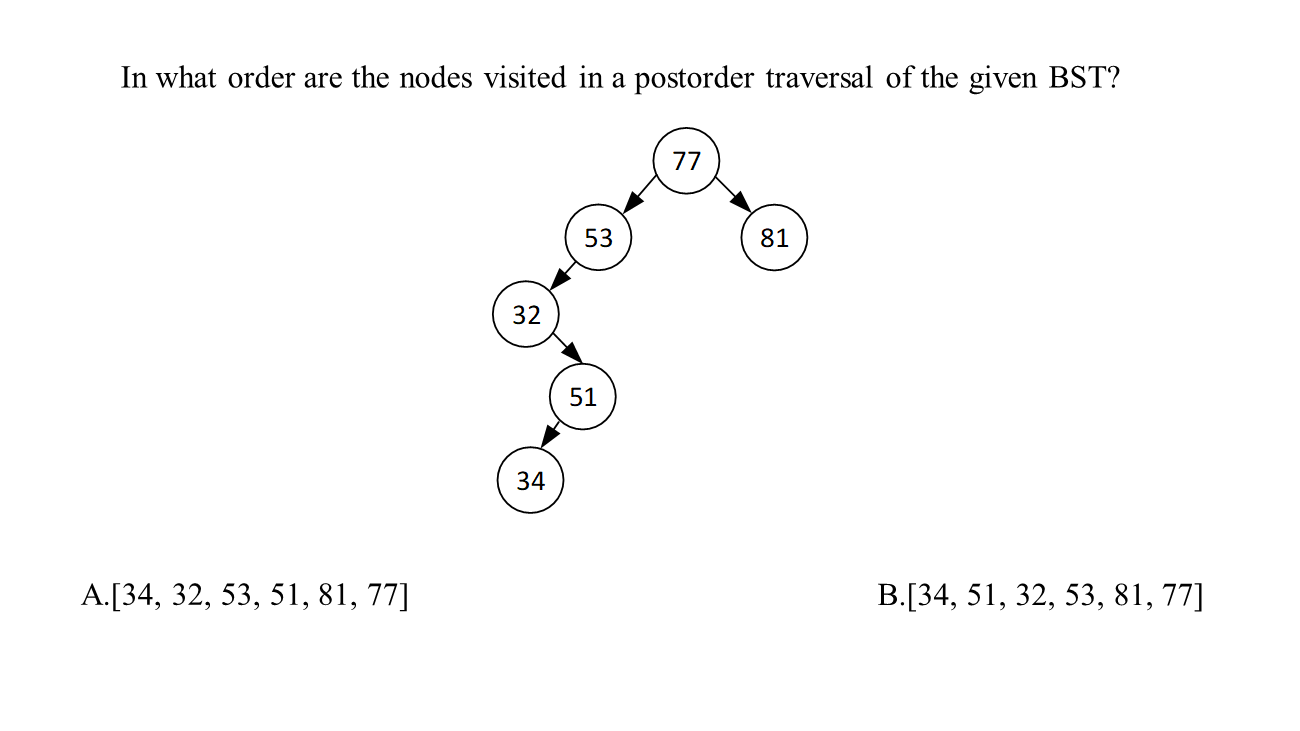 In what order are the nodes visited in a postorder traversal of the given BST?
77
53
81
32
51
34
A.[34, 32, 53, 51, 81, 77]
B.[34, 51, 32, 53, 81, 77]